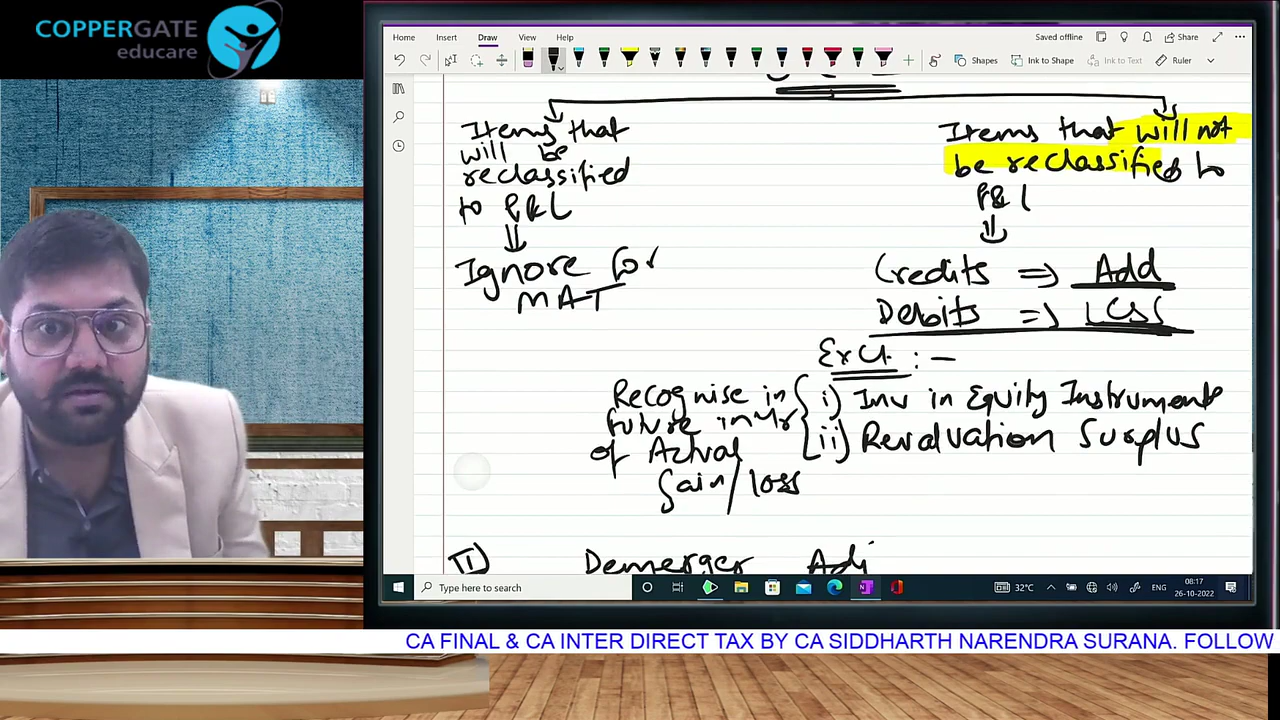 COPPERGATE
educare
Home Insert Draw View Help
Saved offline
Share
Shapes
Ink to Shape
Ink to Text
Ruler
Items that
will be
reclassified
to P&L
Ignore for
MAT
Items that will not
be reclassified to
P&L
Credits ⇒ Add
Debits ⇒ Less
:-
Recognise in
future in Yr
of Actual
Gain/loss
i) Inv in Equity Instruments
ii) Revaluation Surplus
II) Demerger Adj
Type here to search
32°C
ENG
08:17
26-10-2022
CA FINAL & CA INTER DIRECT TAX BY CA SIDDHARTH NARENDRA SURANA. FOLLOW